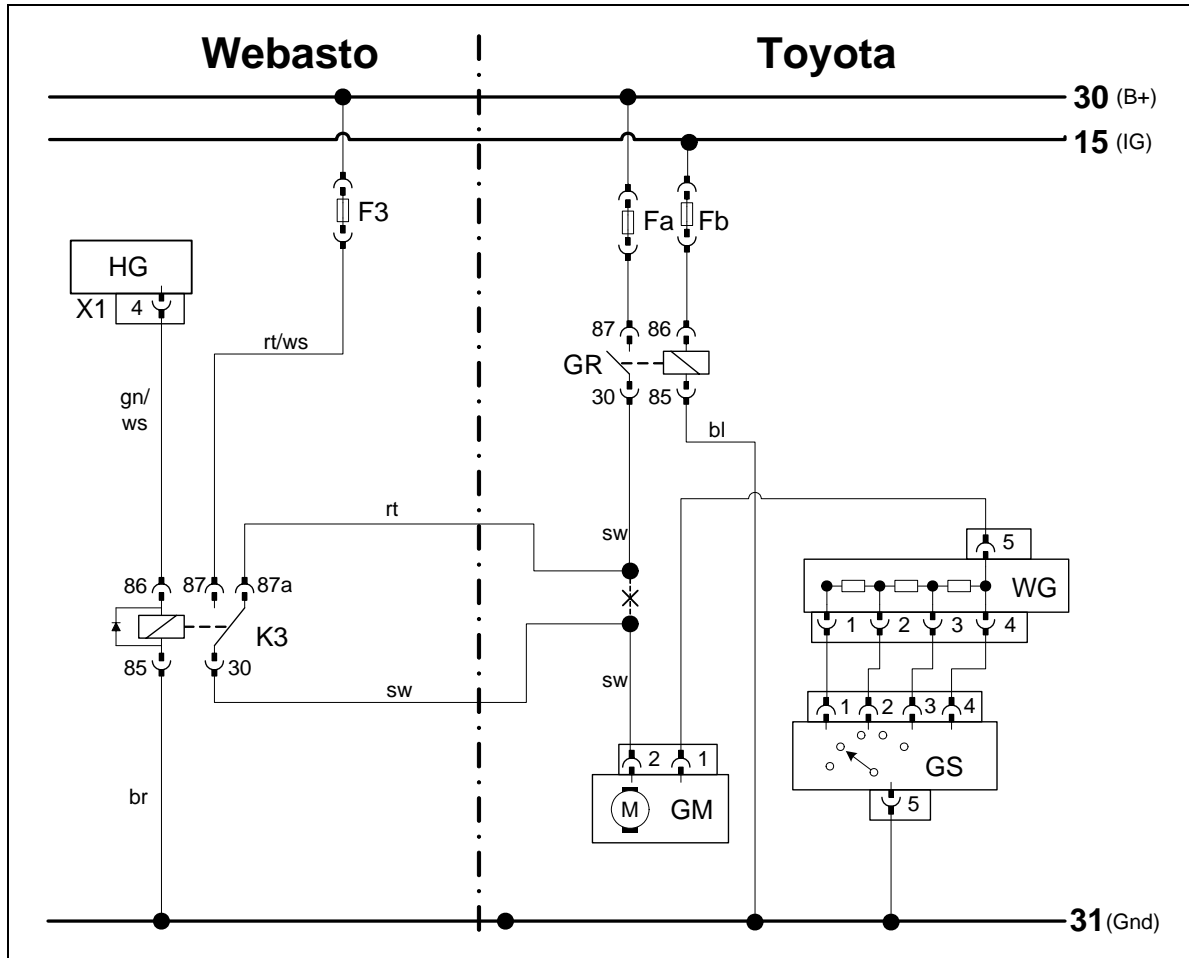 Webasto
Toyota
30 (B+)
15 (IG)
F3
Fa
Fb
HG
X1
4
rt/ws
87
86
GR
30
85
gn/
ws
bl
rt
sw
5
WG
1
2
3
4
86
87
87a
K3
85
30
sw
sw
1
2
3
4
GS
2
1
M
GM
5
br
31 (Gnd)